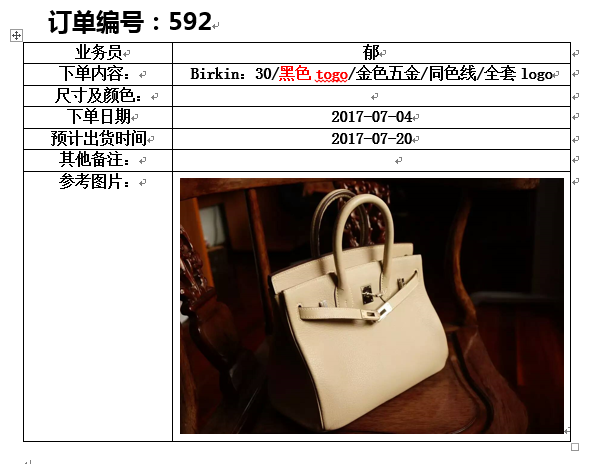 订单编号：592
业务员 郁
下单内容： Birkin：30/黑色 togo/金色五金/同色线/全套 logo
尺寸及颜色：
下单日期 2017-07-04
预计出货时间 2017-07-20
其他备注：
参考图片：